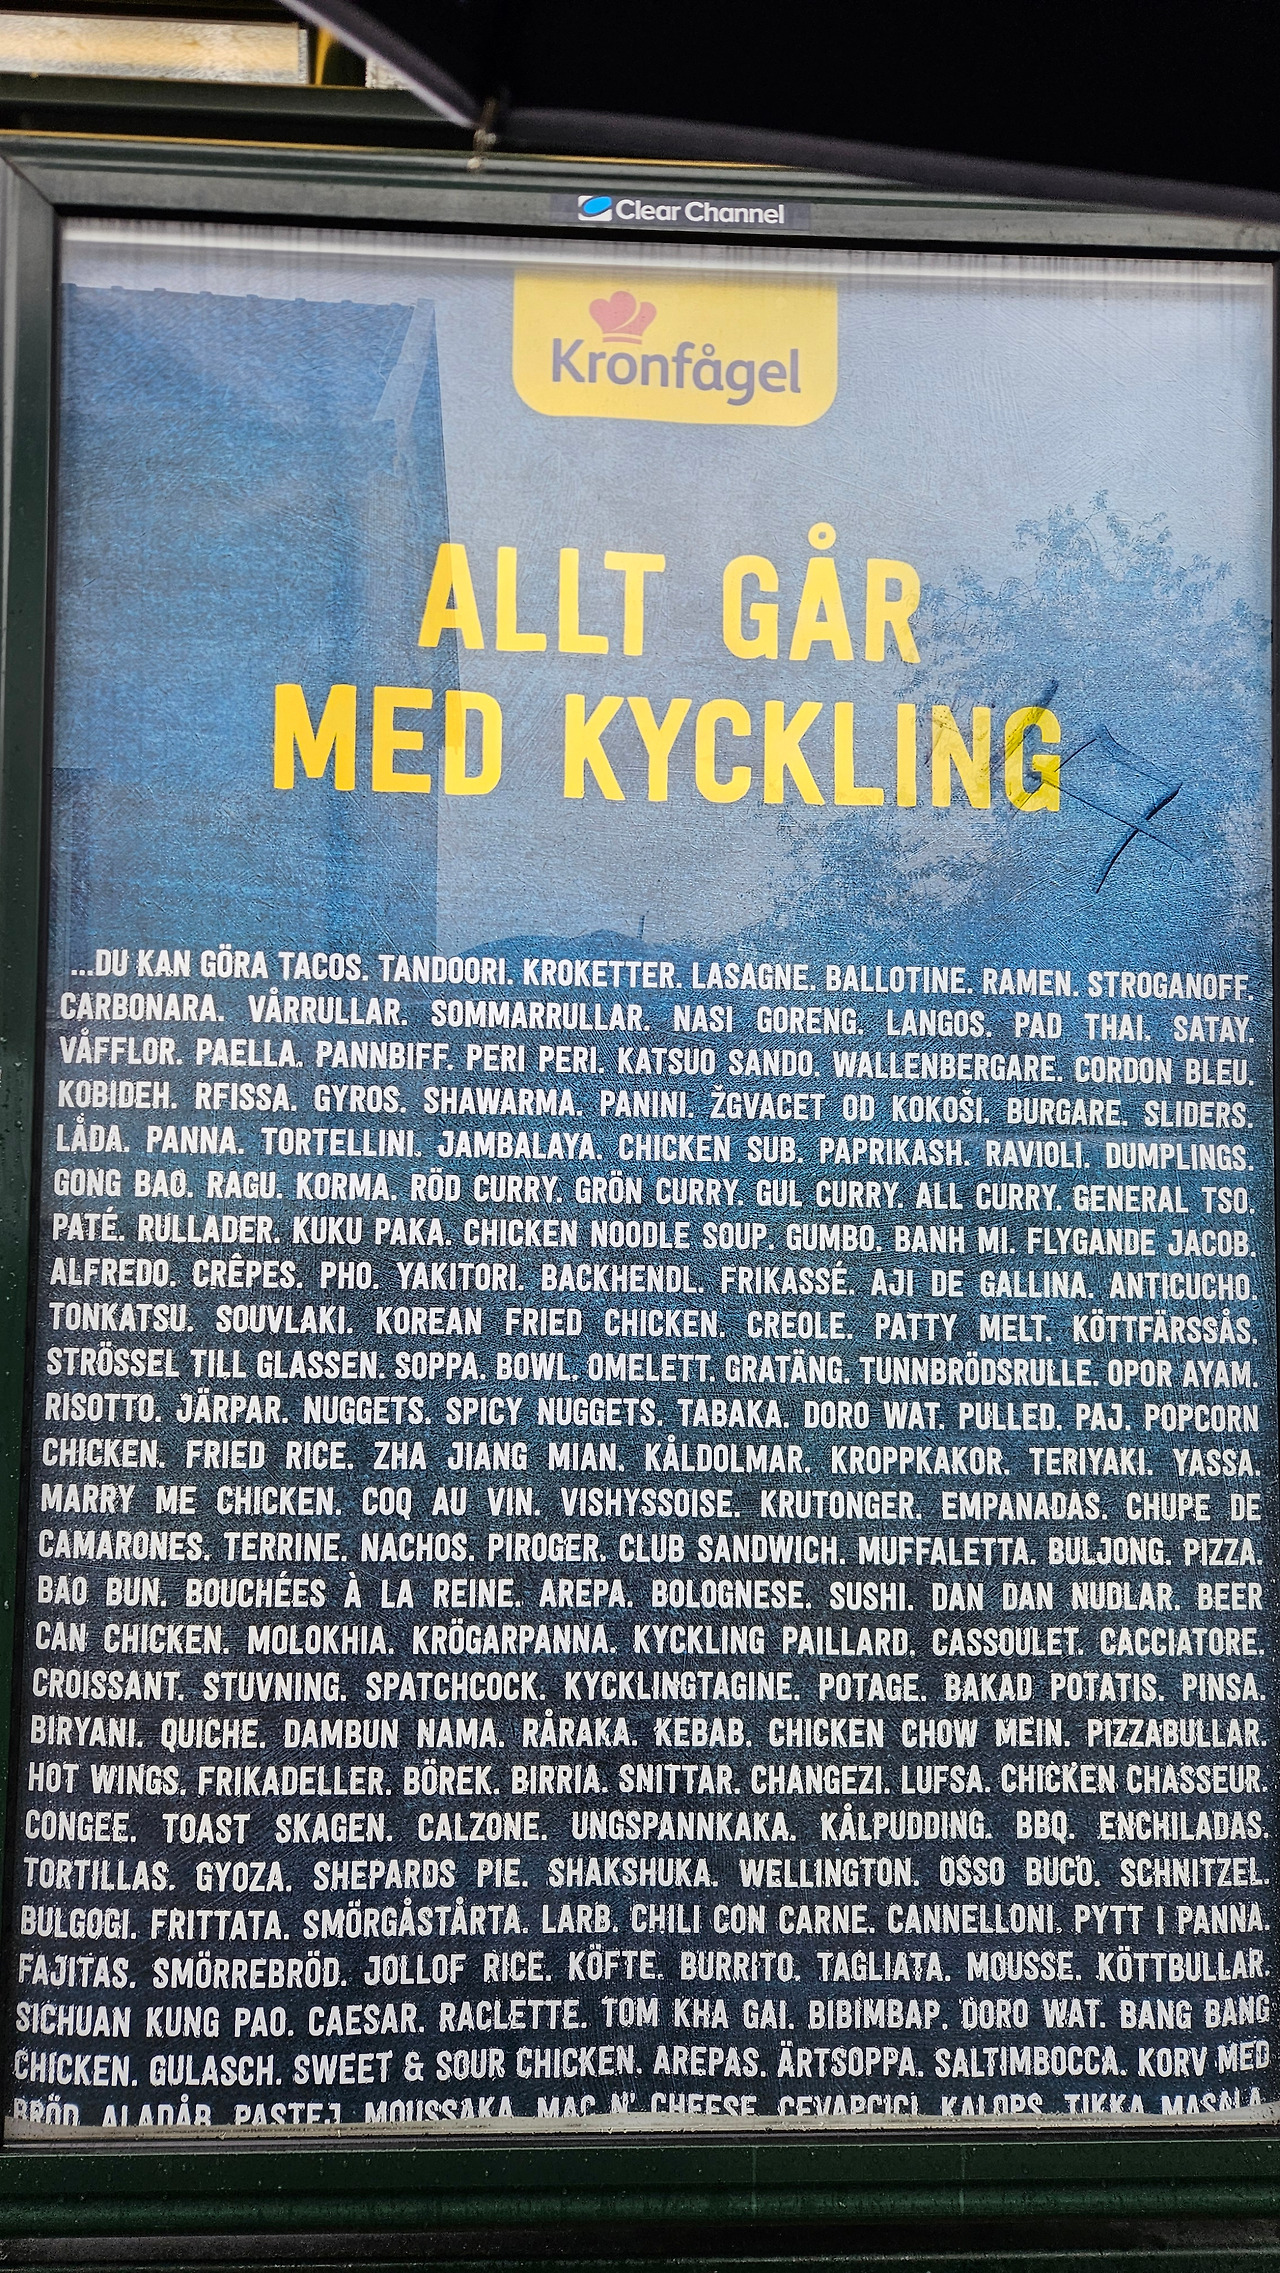 Clear Channel
Kronfågel
ALLT GÅR
MED KYCKLING
...DU KAN GÖRA TACOS. TANDOORI. KROKETTER. LASAGNE. BALLOTINE. RAMEN. STROGANOFF.
CARBONARA. VÅRRULLAR. SOMMARRULLAR. NASI GORENG. LANGOS. PAD THAI. SATAY.
VÅFFLOR. PAELLA. PANNBIFF. PERI PERI. KATSUO SANDO. WALLENBERGARE. CORDON BLEU.
KOBIDEH. RFISSA. GYROS. SHAWARMA. PANINI. ŽGVACET OD KOKOŠI. BURGARE. SLIDERS.
LÅDA. PANNA. TORTELLINI. JAMBALAYA. CHICKEN SUB. PAPRIKASH. RAVIOLI. DUMPLINGS.
GONG BAO. RAGU. KORMA. RÖD CURRY. GRÖN CURRY. GUL CURRY. ALL CURRY. GENERAL TSO.
PATÉ. RULLADER. KUKU PAKA. CHICKEN NOODLE SOUP. GUMBO. BANH MI. FLYGANDE JACOB.
ALFREDO. CRÊPES. PHO. YAKITORI. BACKHENDL. FRIKASSÉ. AJI DE GALLINA. ANTICUCHO.
TONKATSU. SOUVLAKI. KOREAN FRIED CHICKEN. CREOLE. PATTY MELT. KÖTTFÄRSSÅS.
STRÖSSEL TILL GLASSEN. SOPPA. BOWL. OMELETT. GRATÄNG. TUNNBRÖDSRULLE. OPOR AYAM.
RISOTTO. JÄRPAR. NUGGETS. SPICY NUGGETS. TABAKA. DORO WAT. PULLED. PAJ. POPCORN
CHICKEN. FRIED RICE. ZHA JIANG MIAN. KÅLDOLMAR. KROPPKAKOR. TERIYAKI. YASSA.
MARRY ME CHICKEN. COQ AU VIN. VISHYSSOISE. KRUTONGER. EMPANADAS. CHUPE DE
CAMARONES. TERRINE. NACHOS. PIROGER. CLUB SANDWICH. MUFFALETTA. BULJONG. PIZZA.
BAO BUN. BOUCHÉES À LA REINE. AREPA. BOLOGNESE. SUSHI. DAN DAN NUDLAR. BEER
CAN CHICKEN. MOLOKHIA. KRÖGARPANNA. KYCKLING PAILLARD. CASSOULET. CACCIATORE.
CROISSANT. STUVNING. SPATCHCOCK. KYCKLINGTAGINE. POTAGE. BAKAD POTATIS. PINSA.
BIRYANI. QUICHE. DAMBUN NAMA. RÅRAKA. KEBAB. CHICKEN CHOW MEIN. PIZZABULLAR.
HOT WINGS. FRIKADELLER. BÖREK. BIRRIA. SNITTAR. CHANGEZI. LUFSA. CHICKEN CHASSEUR.
CONGEE. TOAST SKAGEN. CALZONE. UNGSPANNKAKA. KÅLPUDDING. BBQ. ENCHILADAS.
TORTILLAS. GYOZA. SHEPARDS PIE. SHAKSHUKA. WELLINGTON. OSSO BUCO. SCHNITZEL.
BULGOGI. FRITTATA. SMÖRGÅSTÅRTA. LARB. CHILI CON CARNE. CANNELLONI. PYTT I PANNA.
FAJITAS. SMÖRREBRÖD. JOLLOF RICE. KÖFTE. BURRITO. TAGLIATA. MOUSSE. KÖTTBULLAR.
SICHUAN KUNG PAO. CAESAR. RACLETTE. TOM KHA GAI. BIBIMBAP. DORO WAT. BANG BANG
CHICKEN. GULASCH. SWEET & SOUR CHICKEN. AREPAS. ÄRTSOPPA. SALTIMBOCCA. KORV MED
BRÖD. ALADÅB. PASTEJ. MOUSSAKA. MAC N' CHEESE. CEVAPCICI. KALOPS. TIKKA MASALA.